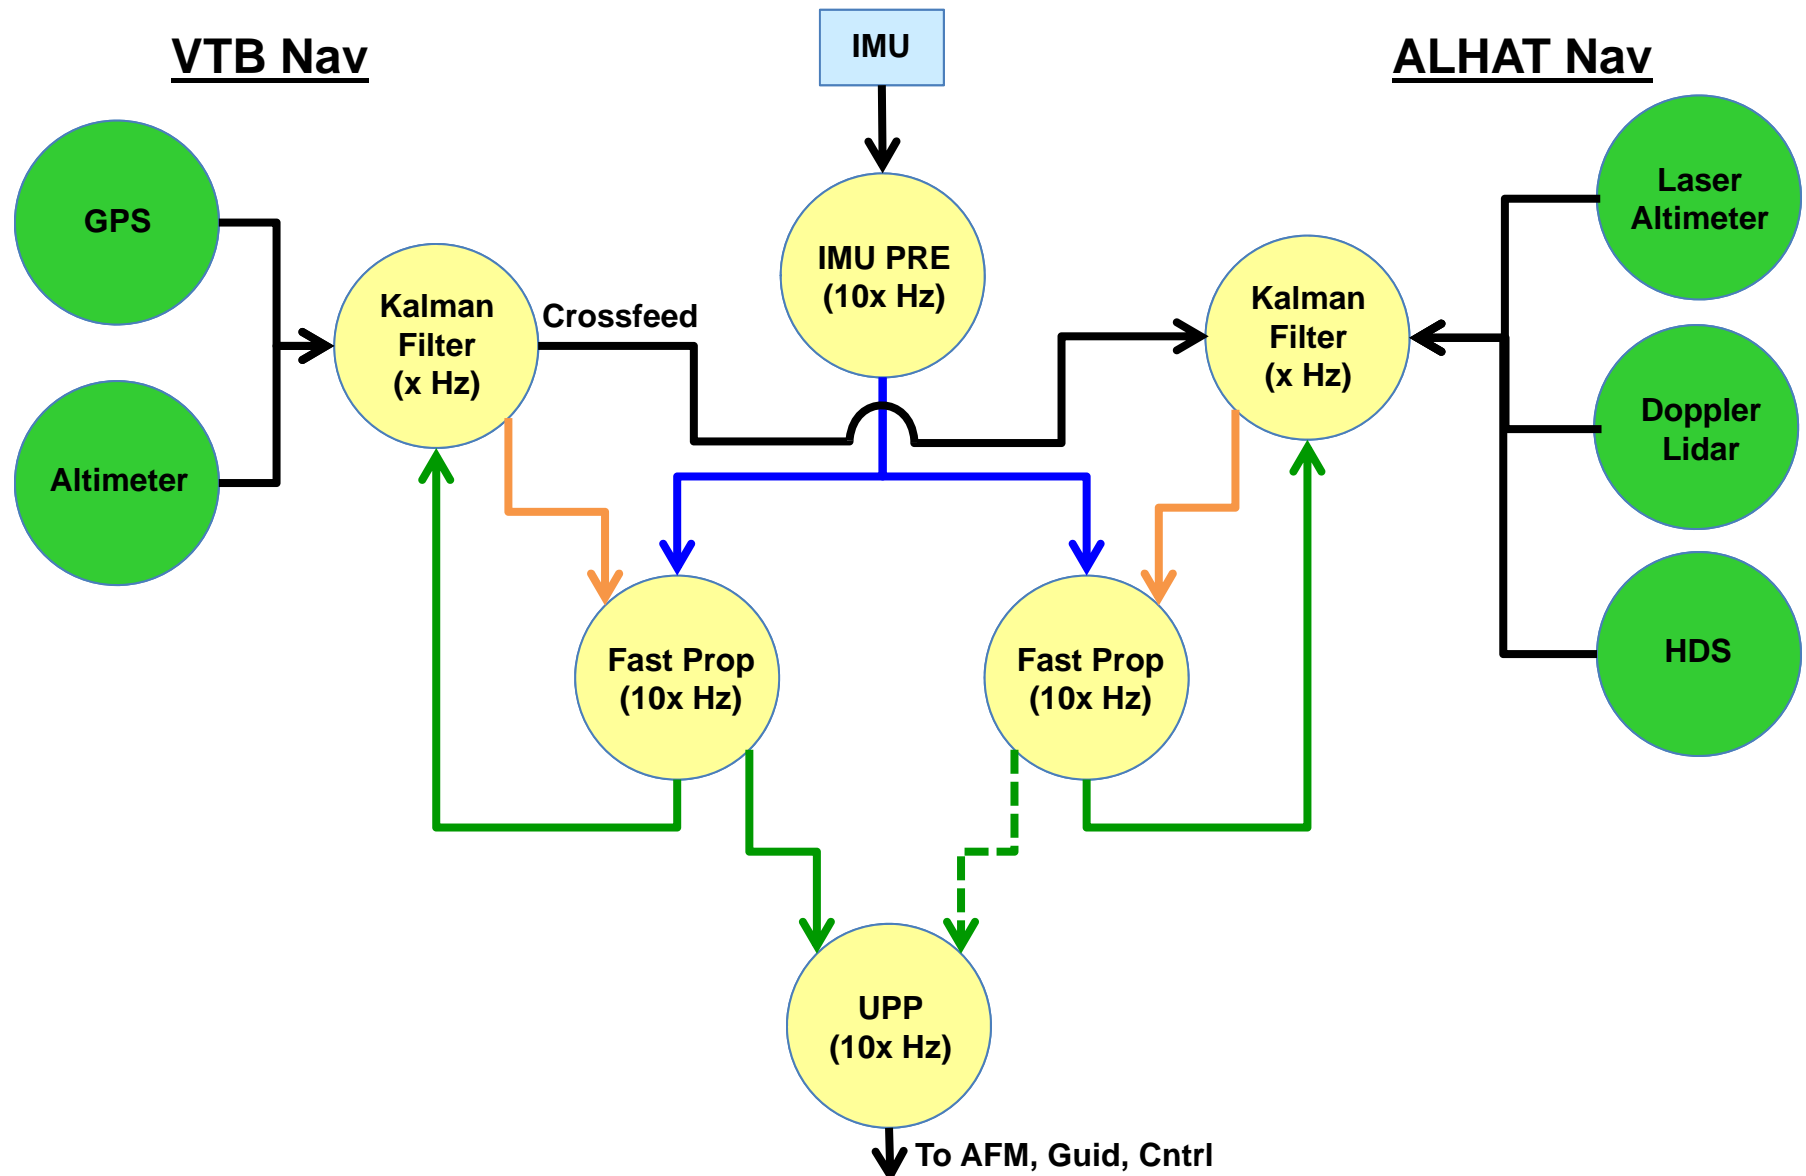 VTB Nav
IMU
ALHAT Nav
GPS
Altimeter
Kalman
Filter
(x Hz)
Crossfeed
IMU PRE
(10x Hz)
Kalman
Filter
(x Hz)
Laser
Altimeter
Doppler
Lidar
HDS
Fast Prop
(10x Hz)
Fast Prop
(10x Hz)
UPP
(10x Hz)
To AFM, Guid, Cntrl